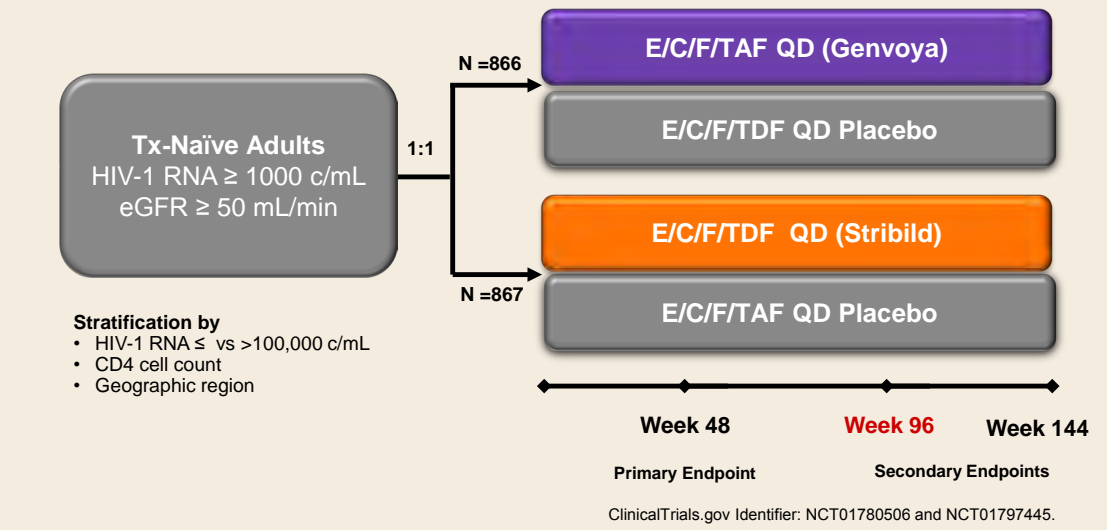 Tx-Naïve Adults
HIV-1 RNA ≥ 1000 c/mL
eGFR ≥ 50 mL/min
1:1
N =866
E/C/F/TAF QD (Genvoya)
E/C/F/TDF QD Placebo
N =867
E/C/F/TDF  QD (Stribild)
E/C/F/TAF QD Placebo
Stratification by
• HIV-1 RNA ≤  vs >100,000 c/mL
• CD4 cell count
• Geographic region
Week 48
Week 96
Week 144
Primary Endpoint
Secondary Endpoints
ClinicalTrials.gov Identifier: NCT01780506 and NCT01797445.